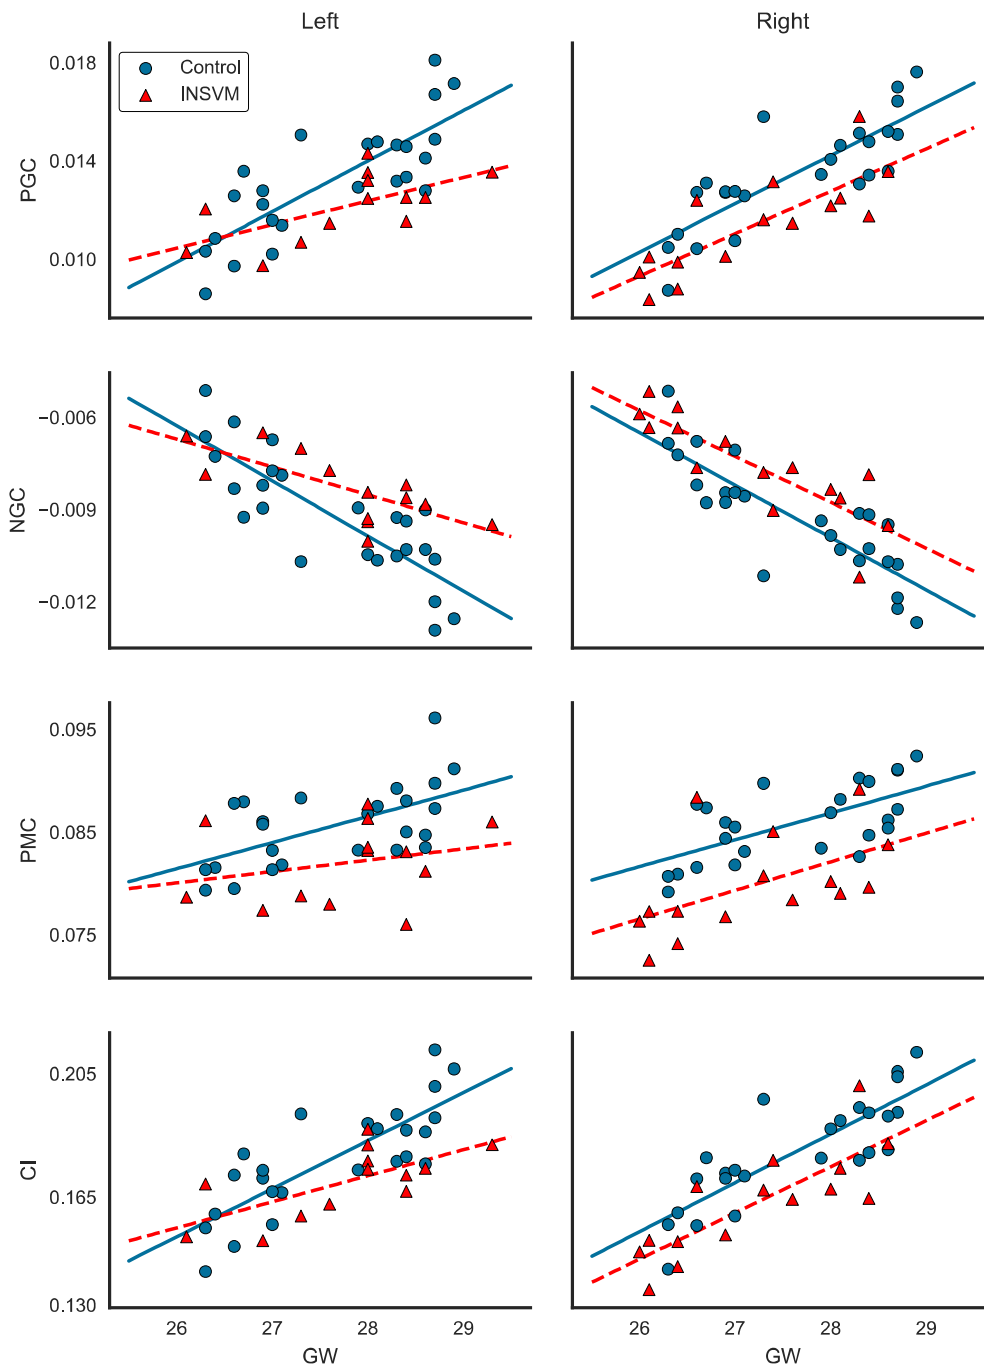 Left
Right
Control
INSVM
PGC
0.018
0.014
0.010
NGC
−0.006
−0.009
−0.012
PMC
0.095
0.085
0.075
CI
0.205
0.165
0.130
26 27 28 29
26 27 28 29
GW
GW